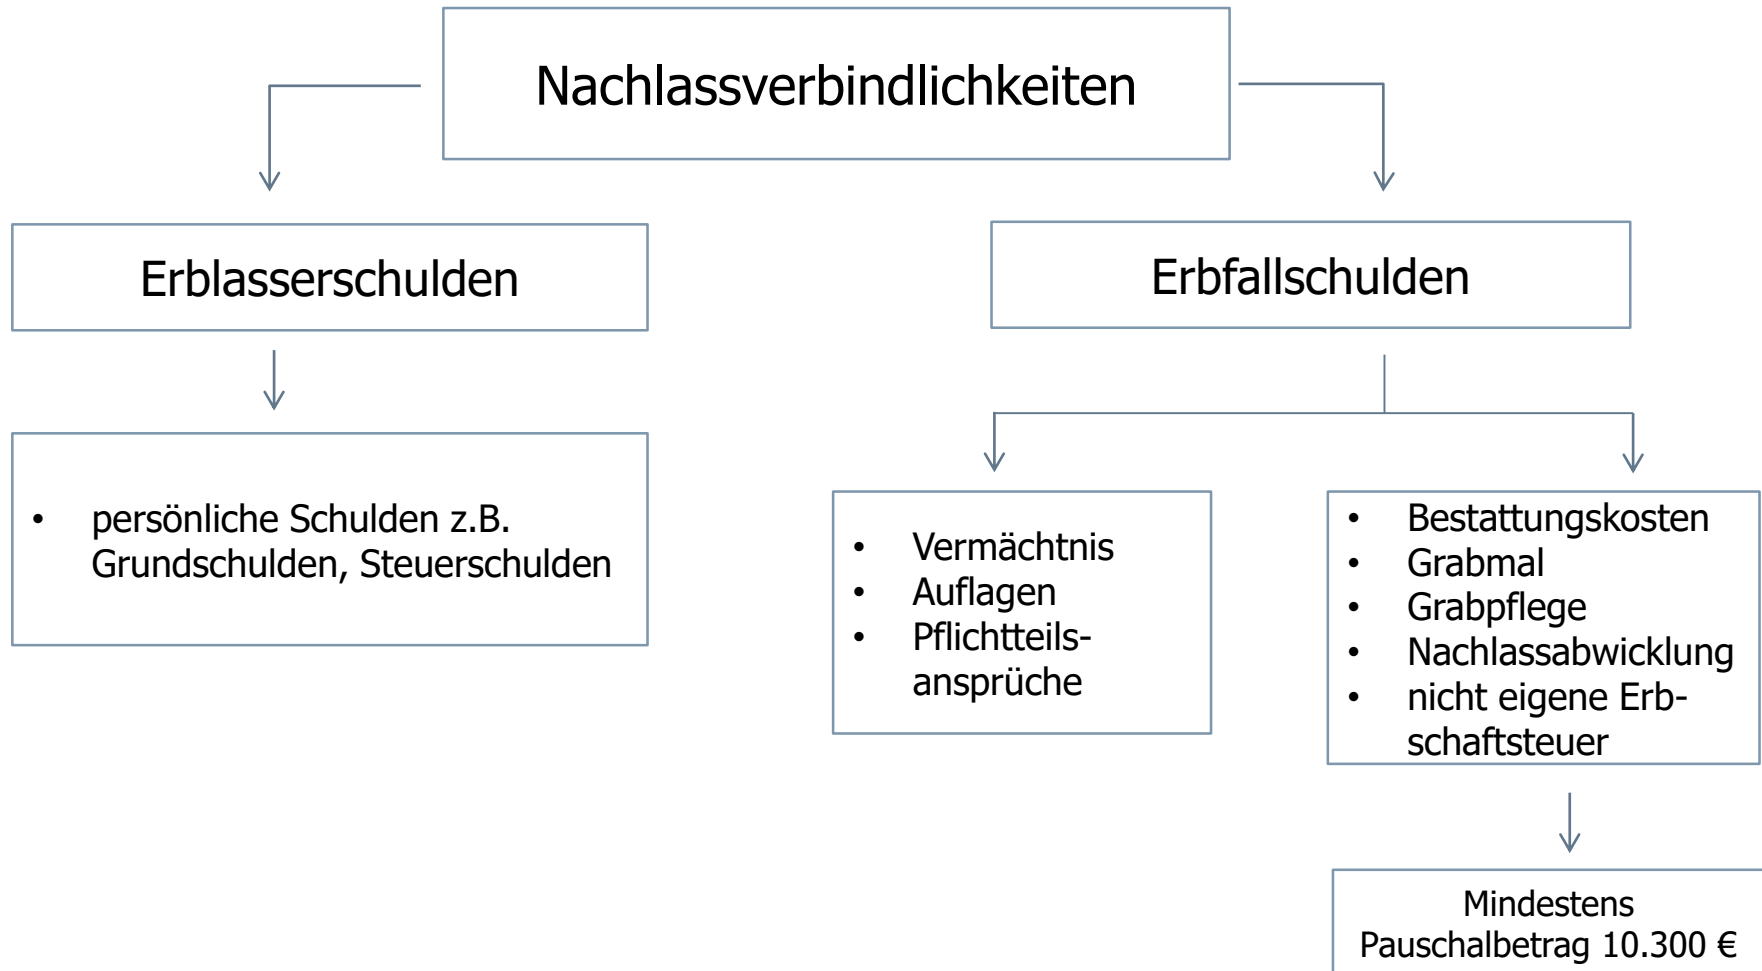 Nachlassverbindlichkeiten
Erblasserschulden
Erbfallschulden
• persönliche Schulden z.B.
Grundschulden, Steuerschulden
• Vermächtnis
• Auflagen
• Pflichtteils-
ansprüche
• Bestattungskosten
• Grabmal
• Grabpflege
• Nachlassabwicklung
• nicht eigene Erb-
schaftsteuer
Mindestens
Pauschalbetrag 10.300 €